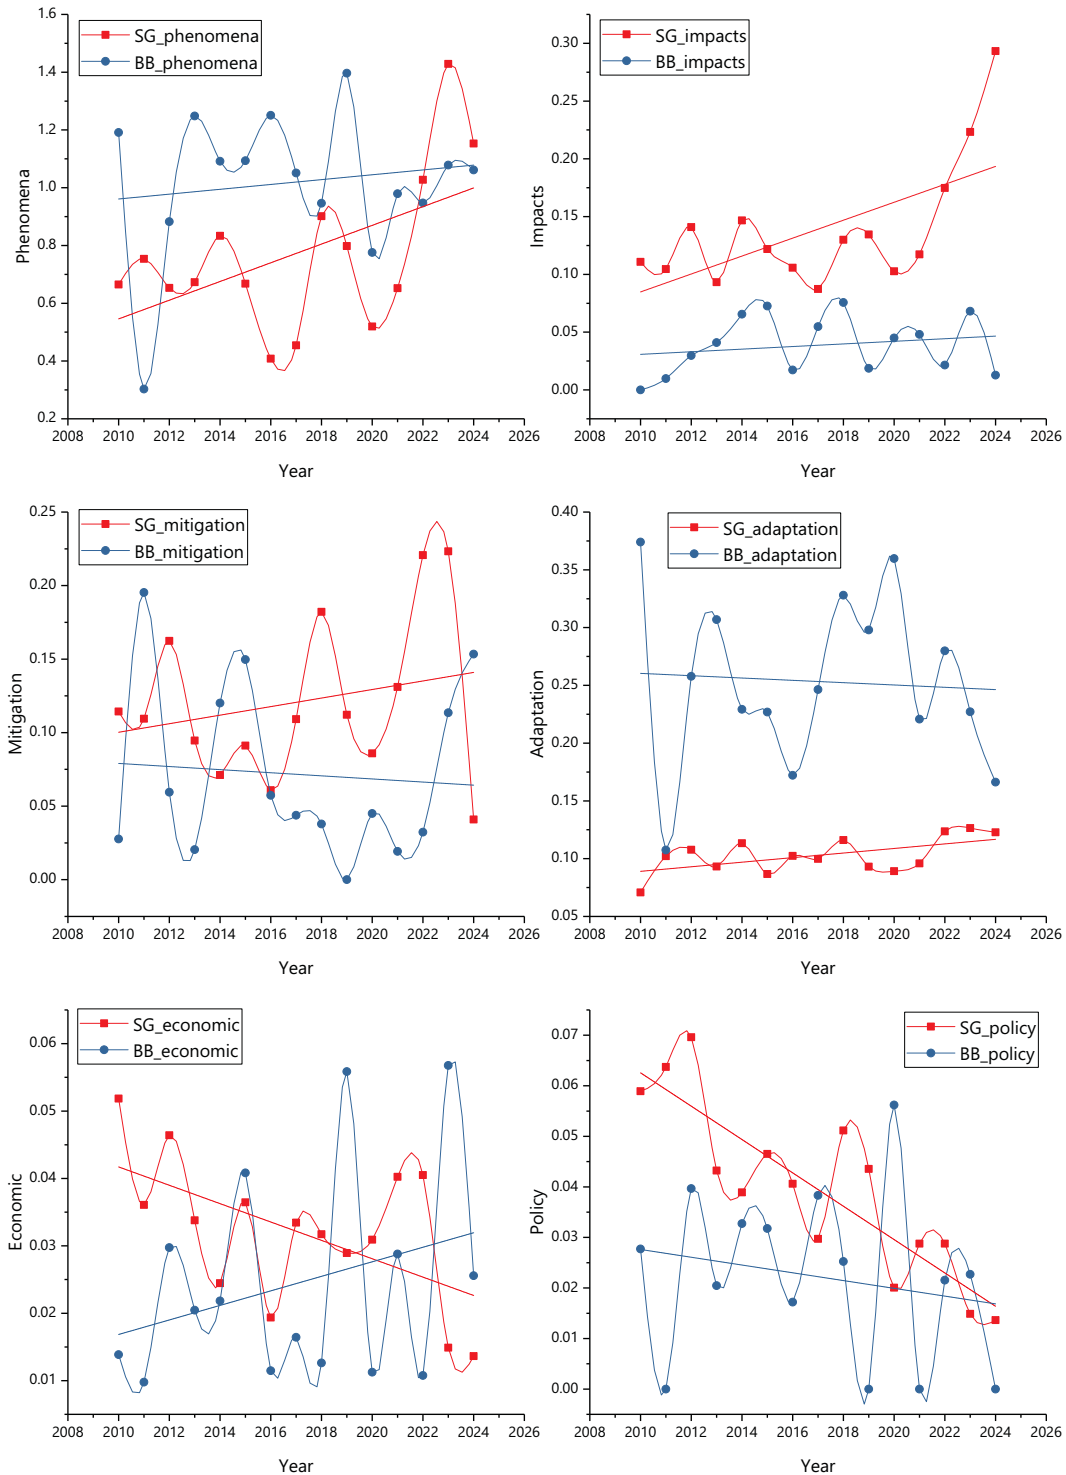 SG_phenomena
BB_phenomena
1.6
1.4
1.2
1.0
0.8
0.6
0.4
0.2
Phenomena
2008 2010 2012 2014 2016 2018 2020 2022 2024 2026
Year
SG_impacts
BB_impacts
0.30
0.25
0.20
0.15
0.10
0.05
0.00
Impacts
2008 2010 2012 2014 2016 2018 2020 2022 2024 2026
Year
SG_mitigation
BB_mitigation
0.25
0.20
0.15
0.10
0.05
0.00
Mitigation
2008 2010 2012 2014 2016 2018 2020 2022 2024 2026
Year
SG_adaptation
BB_adaptation
0.40
0.35
0.30
0.25
0.20
0.15
0.10
0.05
Adaptation
2008 2010 2012 2014 2016 2018 2020 2022 2024 2026
Year
SG_economic
BB_economic
0.06
0.05
0.04
0.03
0.02
0.01
Economic
2008 2010 2012 2014 2016 2018 2020 2022 2024 2026
Year
SG_policy
BB_policy
0.07
0.06
0.05
0.04
0.03
0.02
0.01
0.00
Policy
2008 2010 2012 2014 2016 2018 2020 2022 2024 2026
Year